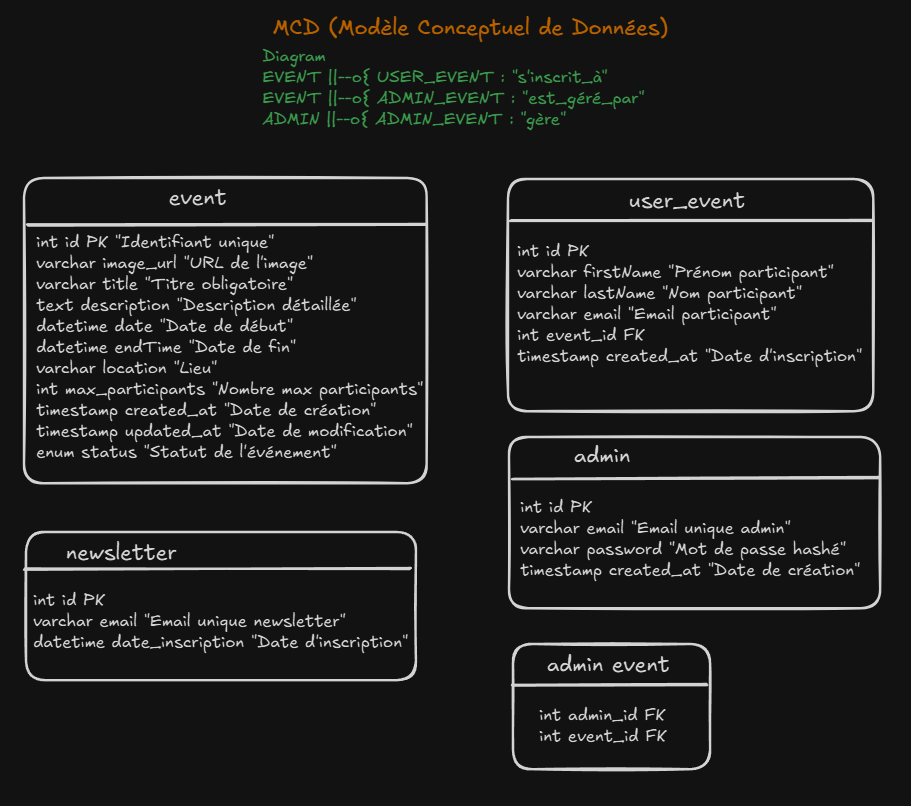 MCD (Modèle Conceptuel de Données)
Diagram
EVENT ||--o{ USER_EVENT : "s'inscrit_à"
EVENT ||--o{ ADMIN_EVENT : "est_géré_par"
ADMIN ||--o{ ADMIN_EVENT : "gère"
event
int id PK "Identifiant unique"
varchar image_url "URL de l'image"
varchar title "Titre obligatoire"
text description "Description détaillée"
datetime date "Date de début"
datetime endTime "Date de fin"
varchar location "Lieu"
int max_participants "Nombre max participants"
timestamp created_at "Date de création"
timestamp updated_at "Date de modification"
enum status "Statut de l'événement"
user_event
int id PK
varchar firstName "Prénom participant"
varchar lastName "Nom participant"
varchar email "Email participant"
int event_id FK
timestamp created_at "Date d'inscription"
admin
int id PK
varchar email "Email unique admin"
varchar password "Mot de passe hashé"
timestamp created_at "Date de création"
newsletter
int id PK
varchar email "Email unique newsletter"
datetime date_inscription "Date d'inscription"
admin event
int admin_id FK
int event_id FK